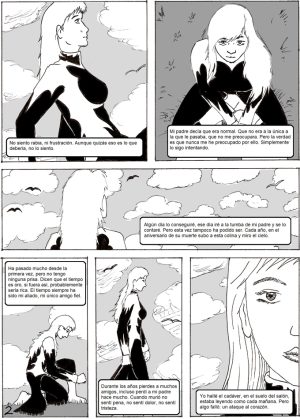 No siento rabia, ni frustración. Aunque quizás eso es lo que
debería, no lo siento.
Mi padre decía que era normal. Que no era a la única a
la que le pasaba, que no me preocupara. Pero la verdad
es que nunca me he preocupado por ello. Simplemente
lo sigo intentando.
Algún día lo conseguiré, ese día iré a la tumba de mi padre y se lo
contaré. Pero esta vez tampoco ha podido ser. Cada año, en el
aniversario de su muerte subo a esta colina y miro el cielo.
Ha pasado mucho desde la
primera vez, pero no tengo
ninguna prisa. Dicen que el tiempo
es oro, si fuera así, probablemente
sería rica. El tiempo siempre ha
sido mi aliado, mi único amigo fiel.
Durante los años pierdes a muchos
amigos, incluso perdí a mi padre
hace mucho. Cuando murió no
sentí pena, no sentí dolor, no sentí
tristeza.
Yo hallé el cadáver, en el suelo del salón,
estaba leyendo como cada mañana. Pero
algo falló: un ataque al corazón.
2